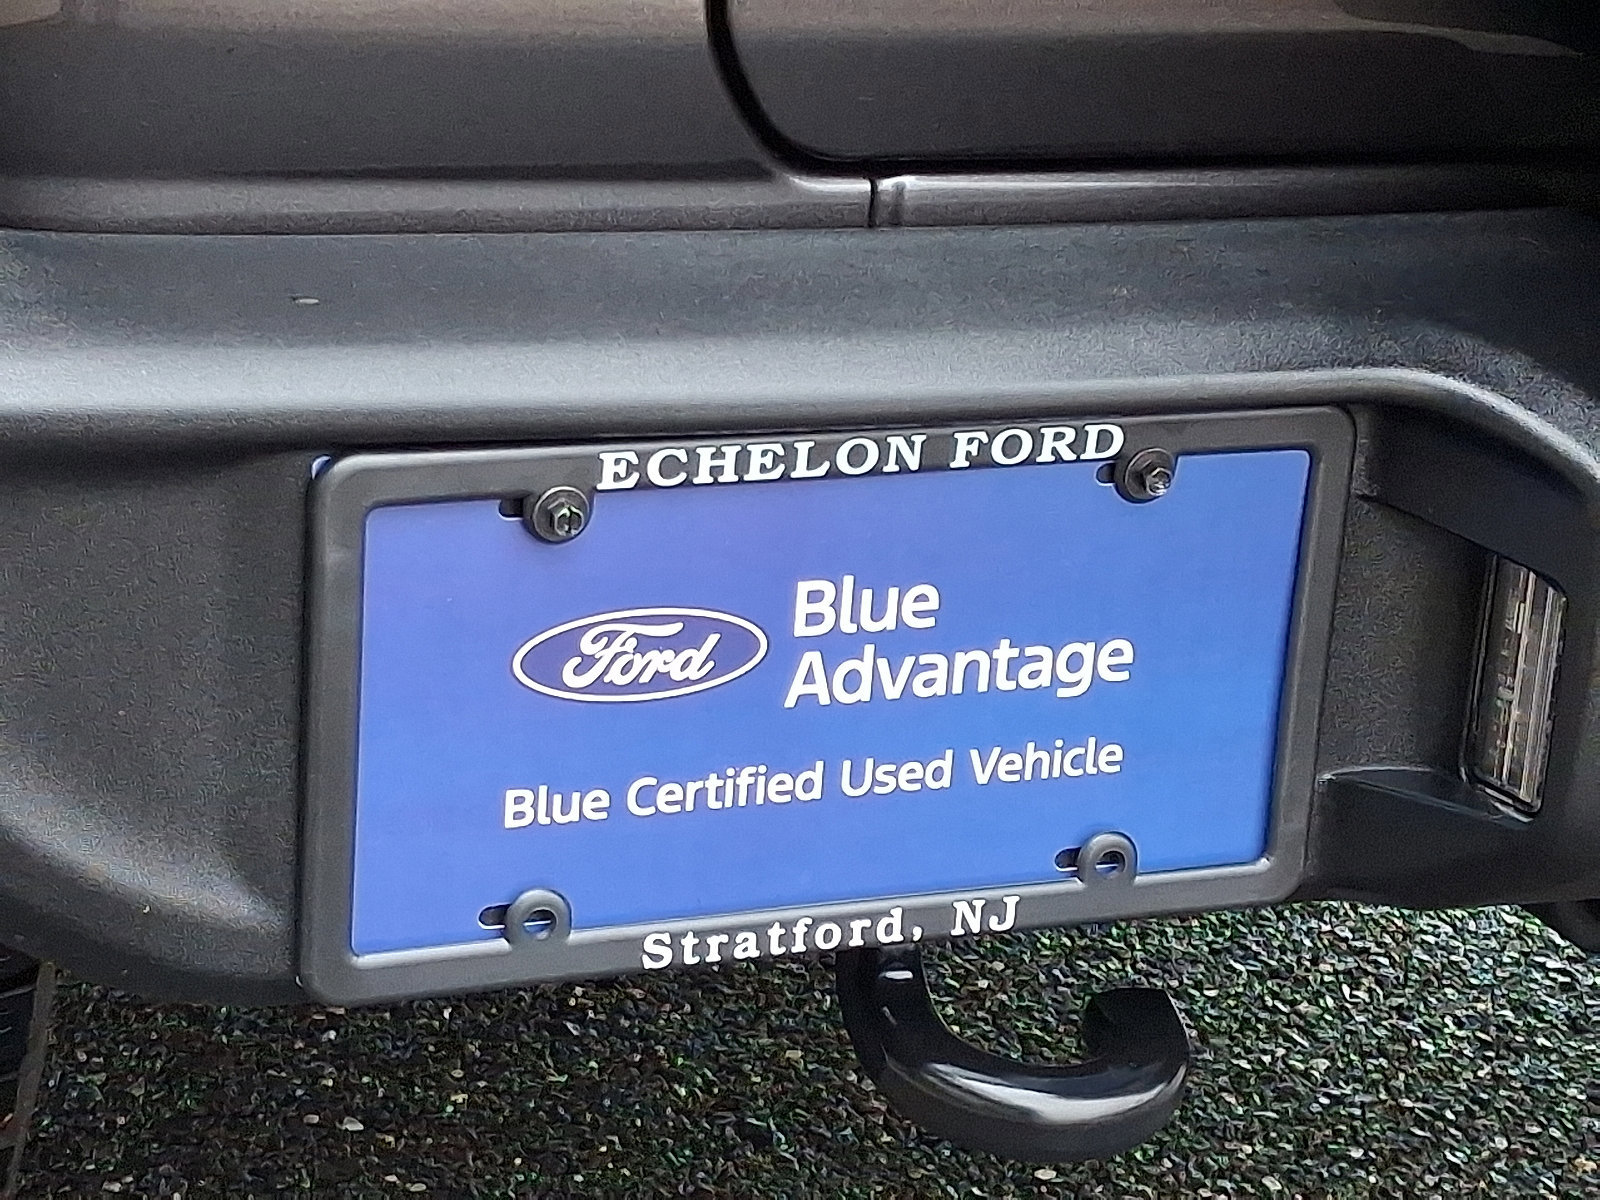 ECHELON FORD
Ford
Blue
Advantage
Blue Certified Used Vehicle
Stratford, NJ